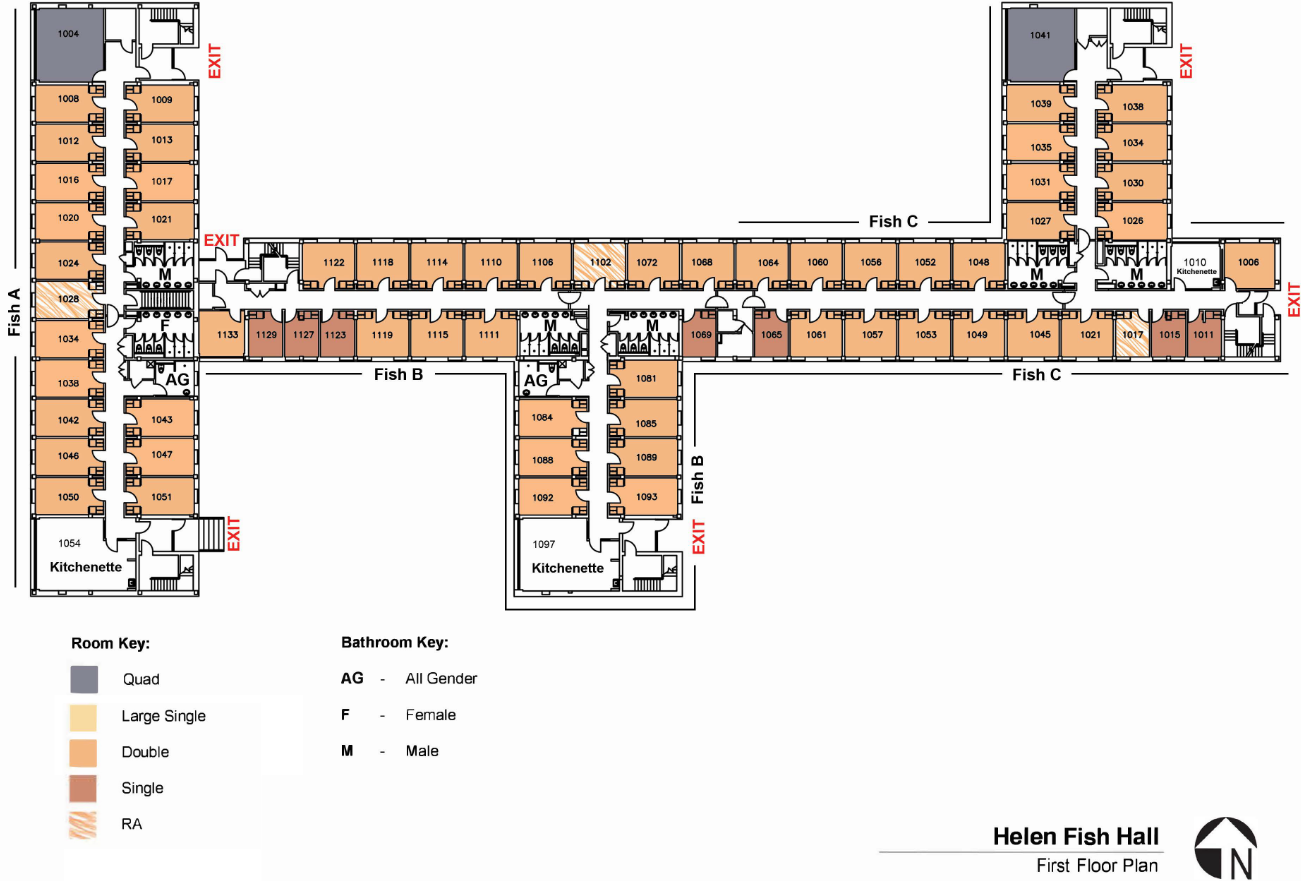 1004
EXIT
1008
1009
1012
1013
1016
1017
1020
1021
1024
M
1028
1034
F
1038
AG
1042
1043
1046
1047
1050
1051
1054
Kitchenette
EXIT
Fish A
EXIT
1122
1118
1114
1110
1106
1102
1072
1068
1064
1060
1056
1052
1048
1133
1129
1127
1123
1119
1115
1111
M
M
1069
1065
1061
1057
1053
1049
1045
1021
1017
1015
1011
Fish B
AG
1081
1084
1085
1088
1089
1092
1093
1097
Kitchenette
EXIT
Fish B
Fish C
Fish C
1041
EXIT
1039
1038
1035
1034
1031
1030
1027
1026
M
M
1010
Kitchenette
1006
EXIT
Room Key:
Quad
Large Single
Double
Single
RA
Bathroom Key:
AG - All Gender
F - Female
M - Male
Helen Fish Hall
First Floor Plan
N